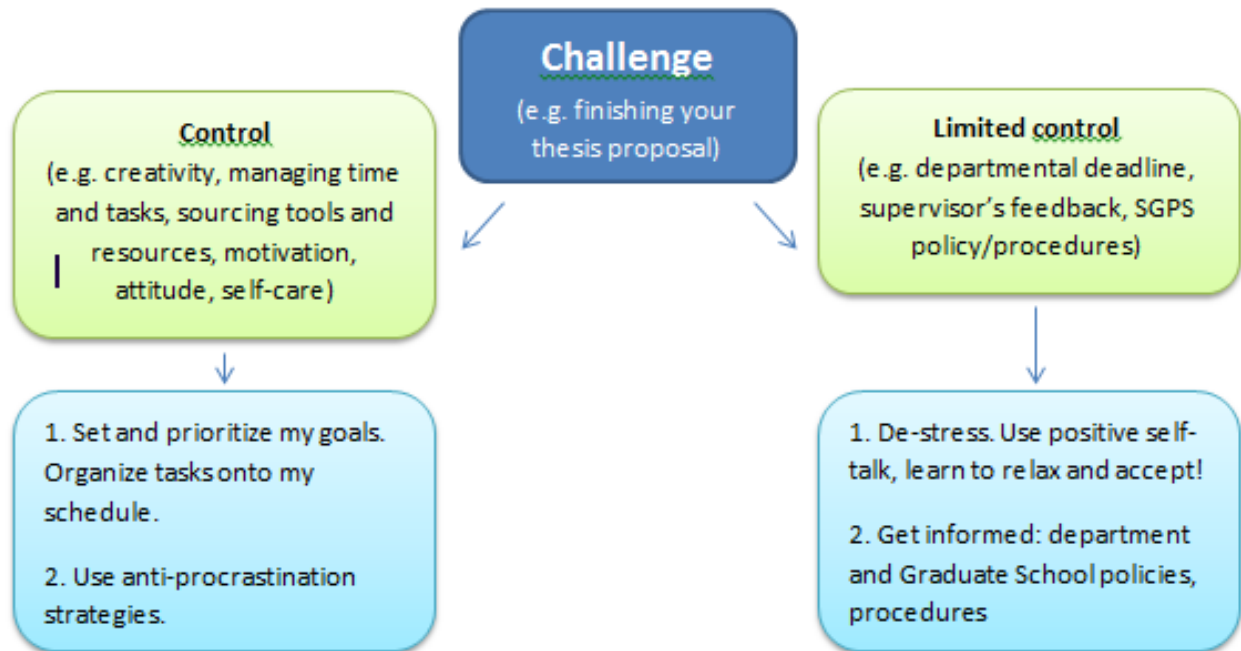 Challenge
(e.g. finishing your
thesis proposal)
Control
(e.g. creativity, managing time
and tasks, sourcing tools and
resources, motivation,
attitude, self-care)
Limited control
(e.g. departmental deadline,
supervisor’s feedback, SGPS
policy/procedures)
1. Set and prioritize my goals.
Organize tasks onto my
schedule.
2. Use anti-procrastination
strategies.
1. De-stress. Use positive self-
talk, learn to relax and accept!
2. Get informed: department
and Graduate School policies,
procedures